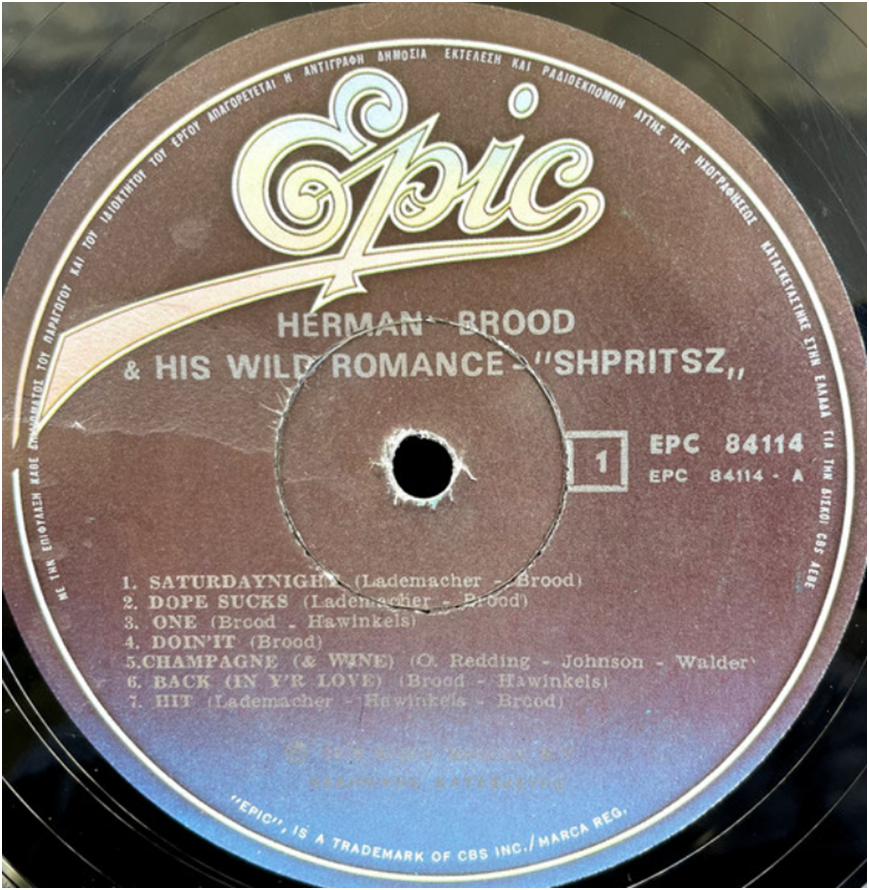 ΜΕ ΤΗΝ ΕΠΙΦΥΛΑΞΗ ΚΑΘΕ ΔΙΚΑΙΩΜΑΤΟΣ ΤΟΥ ΠΑΡΑΓΩΓΟΥ ΚΑΙ ΤΟΥ ΙΔΙΟΚΤΗΤΟΥ ΤΟΥ ΕΡΓΟΥ ΑΠΑΓΟΡΕΥΕΤΑΙ Η ΑΝΤΙΓΡΑΦΗ ΔΗΜΟΣΙΑ ΕΚΤΕΛΕΣΗ ΚΑΙ ΡΑΔΙΟΕΚΠΟΜΠΗ ΑΥΤΗΣ ΤΗΣ ΗΧΟΓΡΑΦΗΣΕΩΣ ΚΑΤΑΣΚΕΥΑΣΤΗΚΕ ΣΤΗΝ ΕΛΛΑΔΑ ΓΙΑ ΤΗΝ ΔΙΣΚΟΙ CBS ΑΕΒΕ
Epic
HERMAN BROOD
& HIS WILD ROMANCE - "SHPRITSZ„
1
EPC 84114
EPC 84114 - A
1. SATURDAYNIGHT (Lademacher - Brood)
2. DOPE SUCKS (Lademacher - Brood)
3. ONE (Brood - Hawinkels)
4. DOIN'IT (Brood)
5.CHAMPAGNE (& WINE) (O. Redding - Johnson - Walder)
6. BACK (IN Y'R LOVE) (Brood - Hawinkels)
7. HIT (Lademacher - Hawinkels - Brood)
"EPIC", IS A TRADEMARK OF CBS INC./MARCA REG.